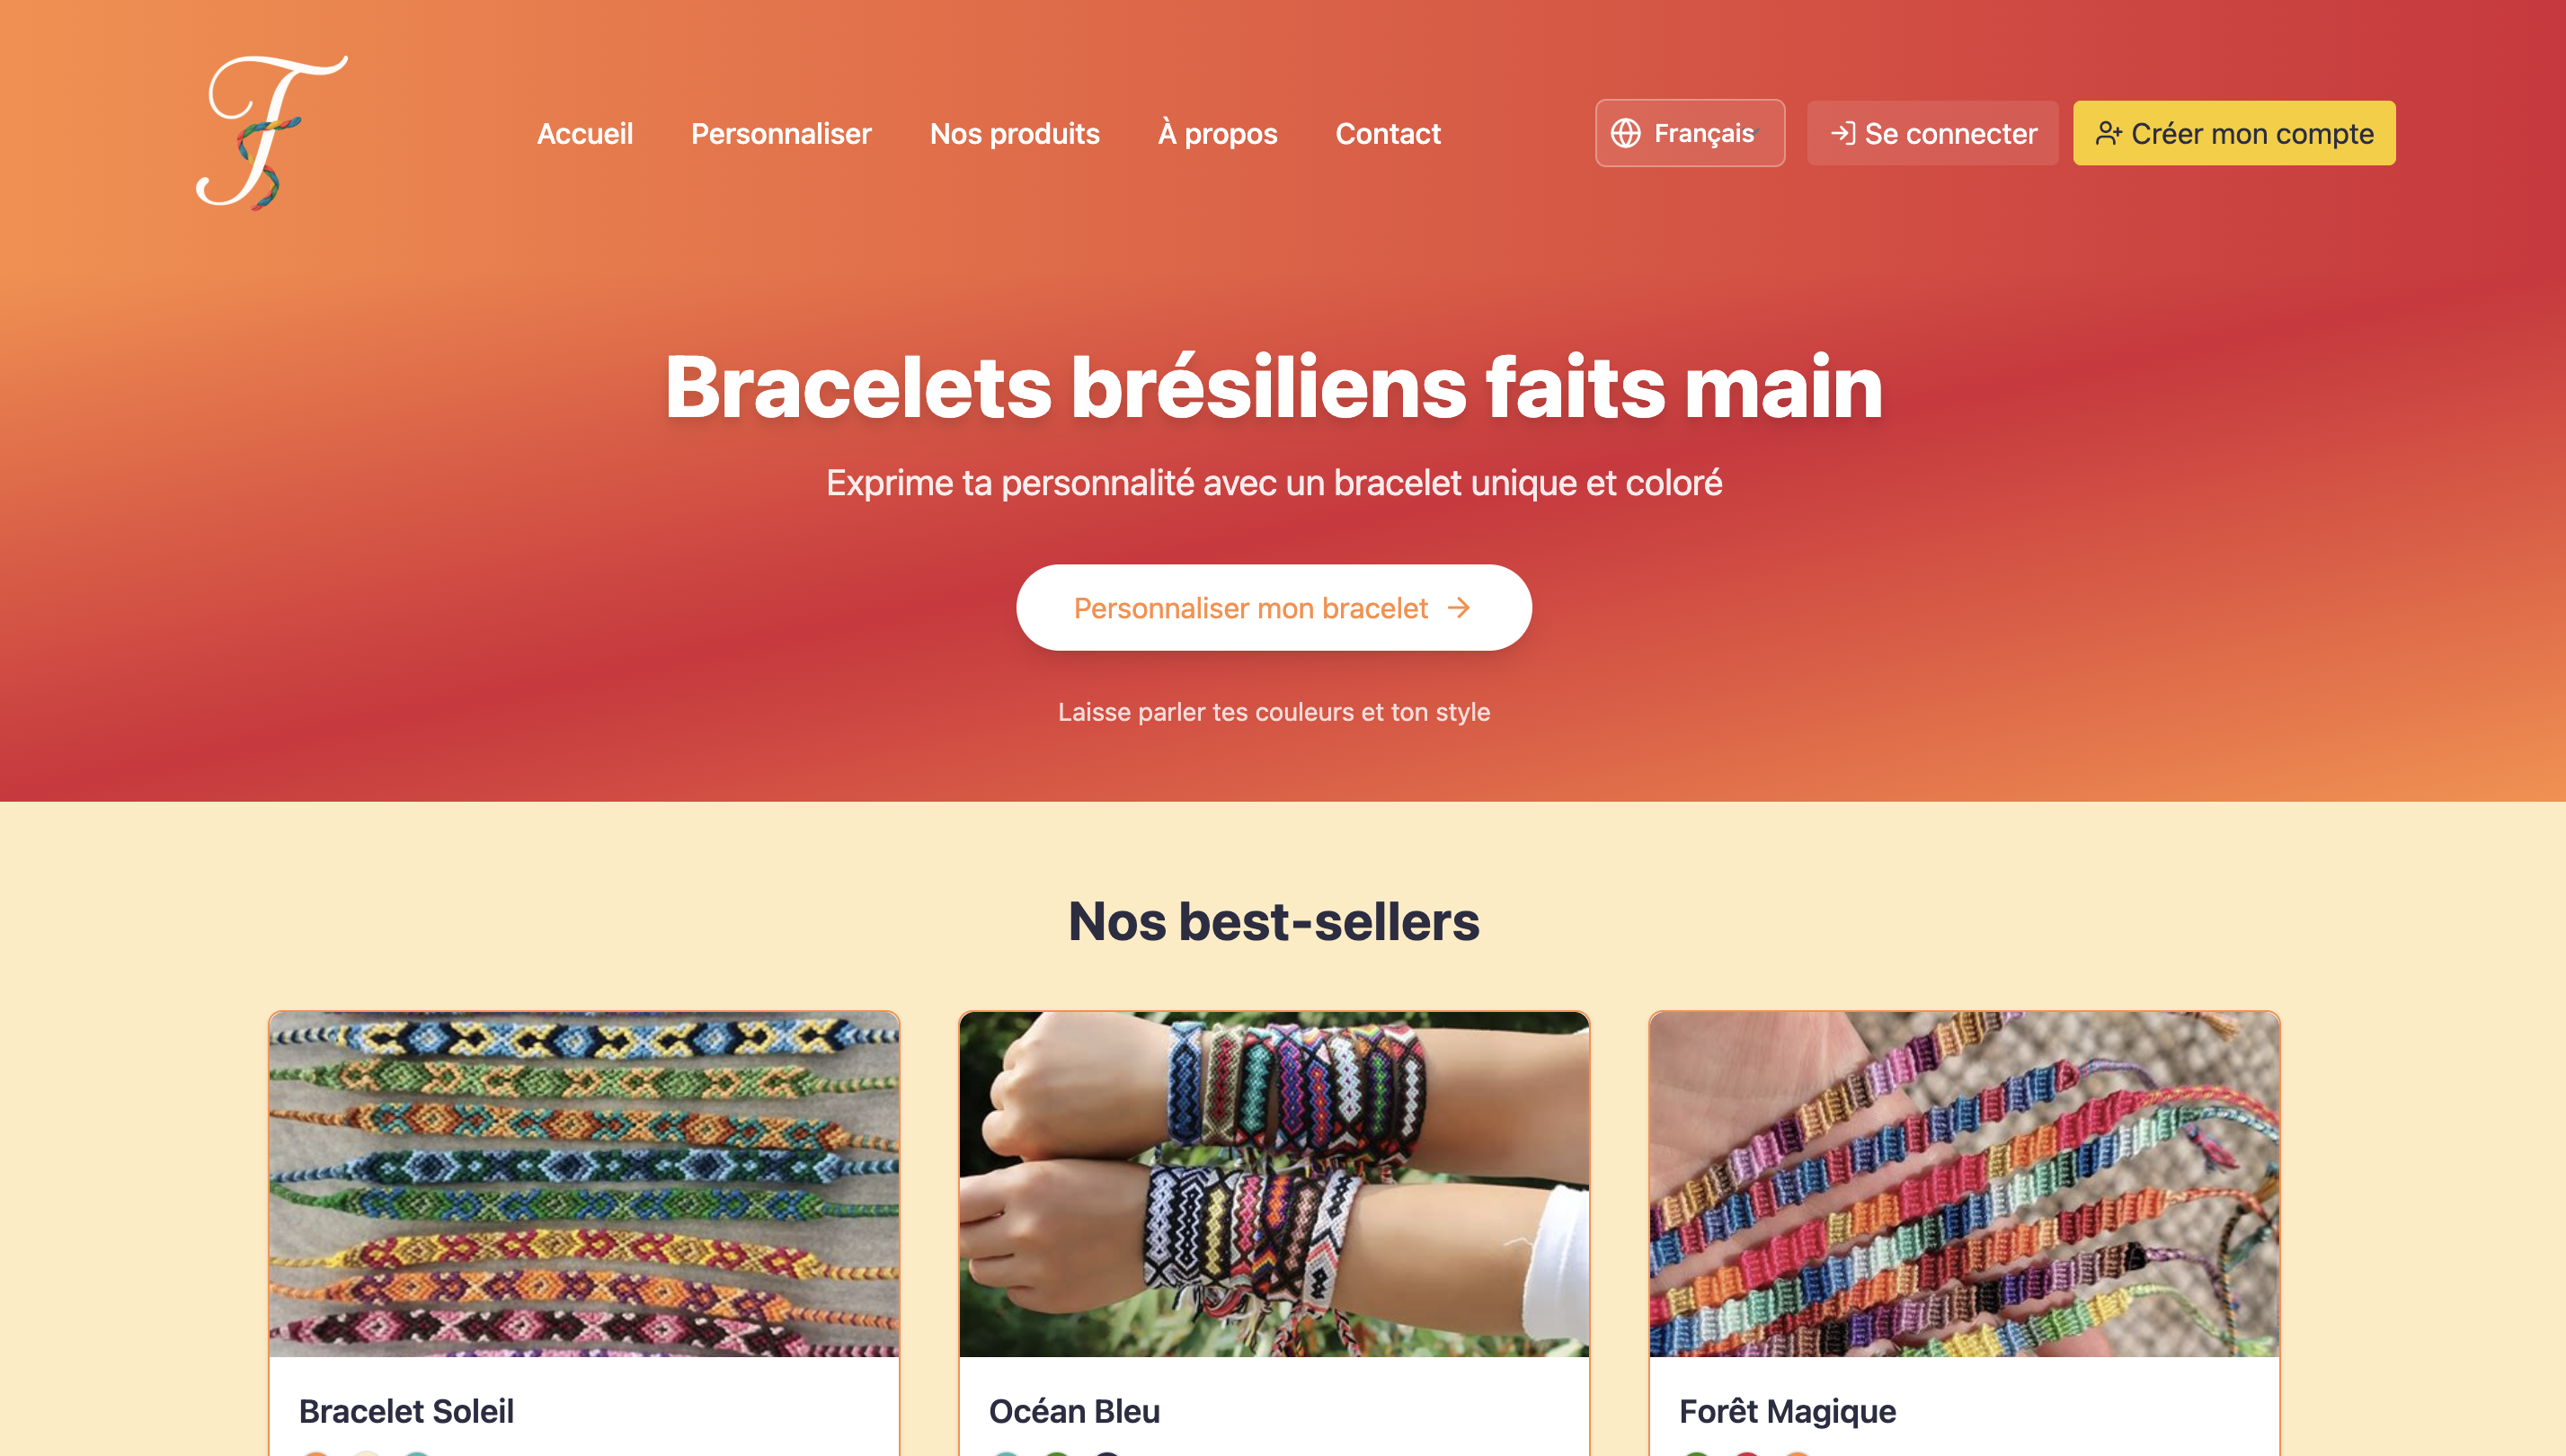 Accueil
Personnaliser
Nos produits
À propos
Contact
Français
Se connecter
Créer mon compte
Bracelets brésiliens faits main
Exprime ta personnalité avec un bracelet unique et coloré
Personnaliser mon bracelet
Laisse parler tes couleurs et ton style
Nos best-sellers
Bracelet Soleil
Océan Bleu
Forêt Magique